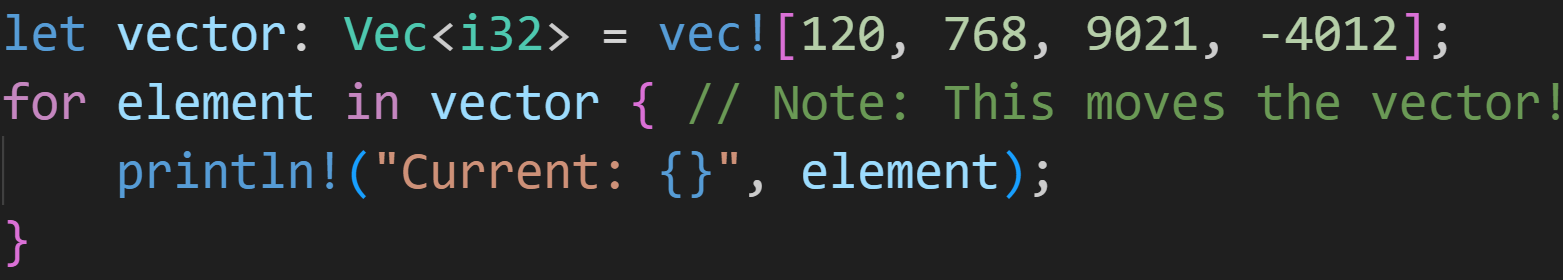 let vector: Vec<i32> = vec![120, 768, 9021, -4012];
for element in vector { // Note: This moves the vector!
    println!("Current: {}", element);
}